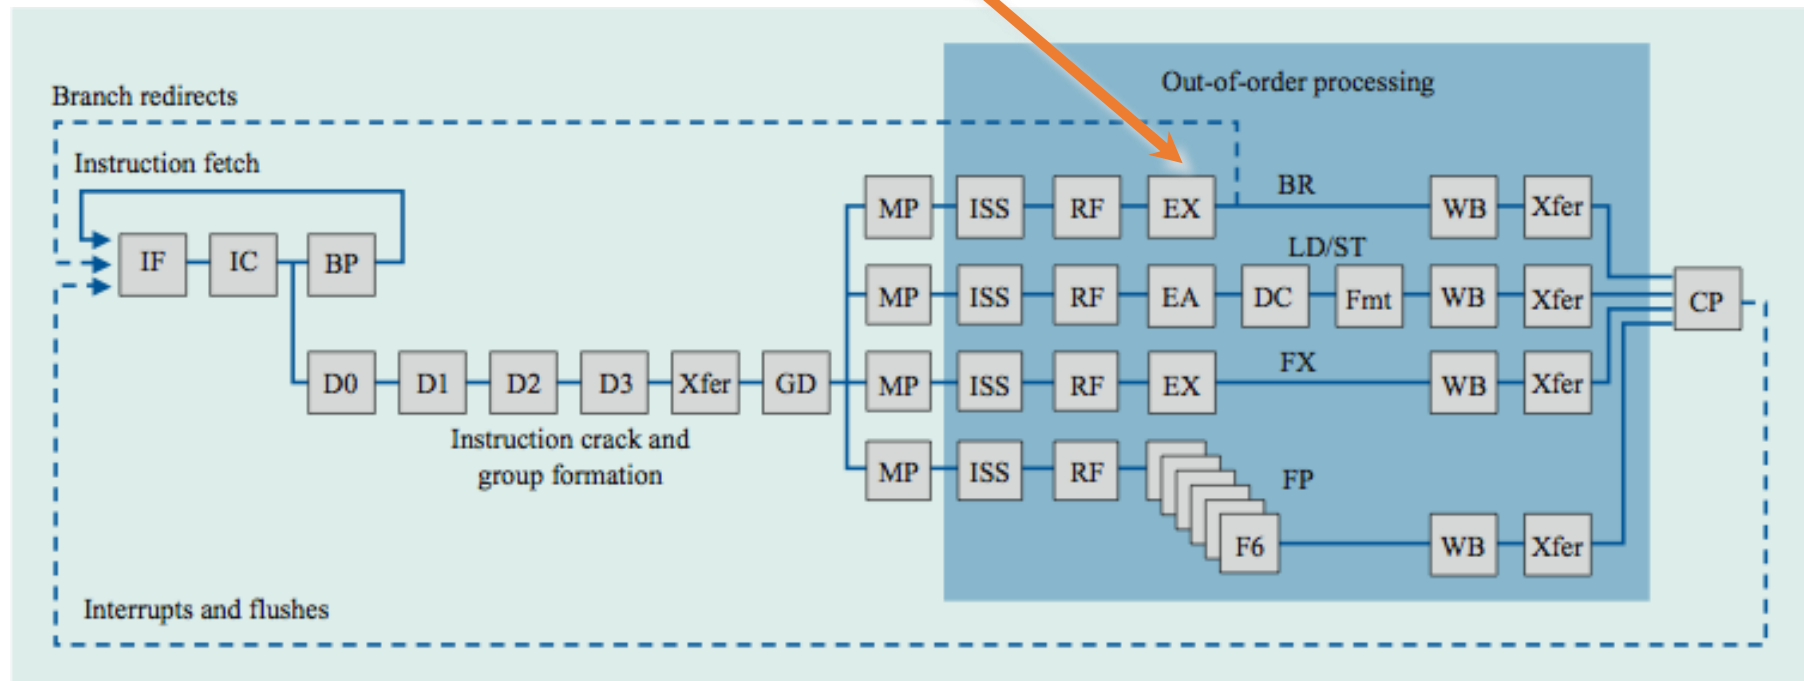 Out-of-order processing
Branch redirects
Instruction fetch
MP ISS RF EX BR WB Xfer
IF IC BP
LD/ST
MP ISS RF EA DC Fmt WB Xfer CP
D0 D1 D2 D3 Xfer GD MP ISS RF EX FX WB Xfer
Instruction crack and
group formation
MP ISS RF FP
F6 WB Xfer
Interrupts and flushes